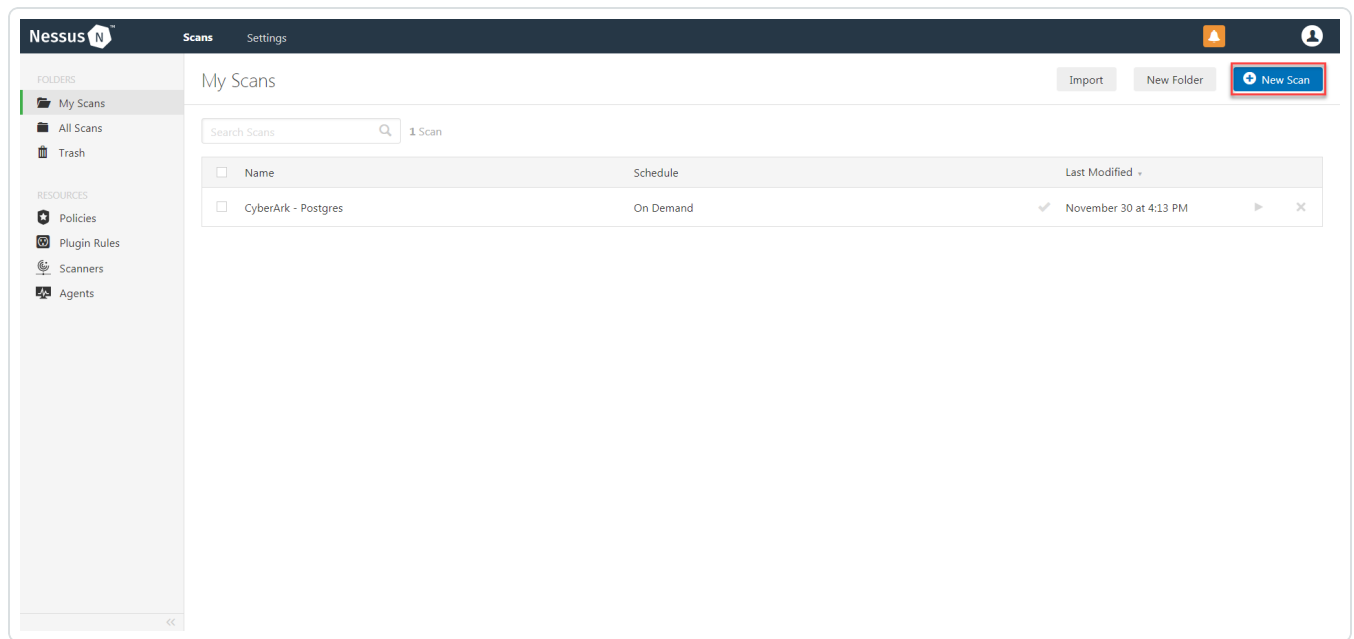 Nessus N ™
Scans Settings
FOLDERS
My Scans
All Scans
Trash
RESOURCES
Policies
Plugin Rules
Scanners
Agents
My Scans
Import New Folder New Scan
Search Scans 1 Scan
Name Schedule Last Modified
CyberArk - Postgres On Demand November 30 at 4:13 PM